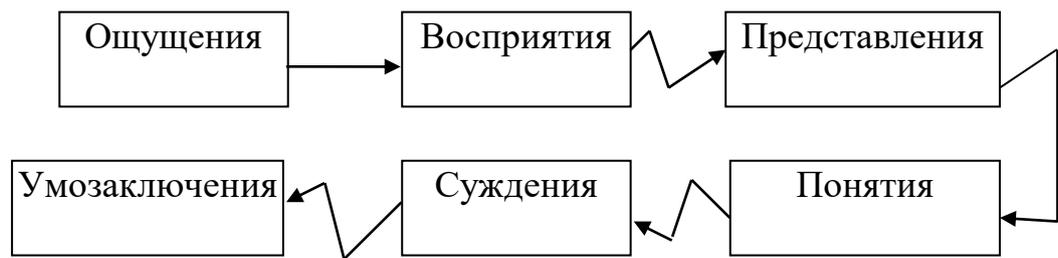 Ощущения
Восприятия
Представления
Умозаключения
Суждения
Понятия